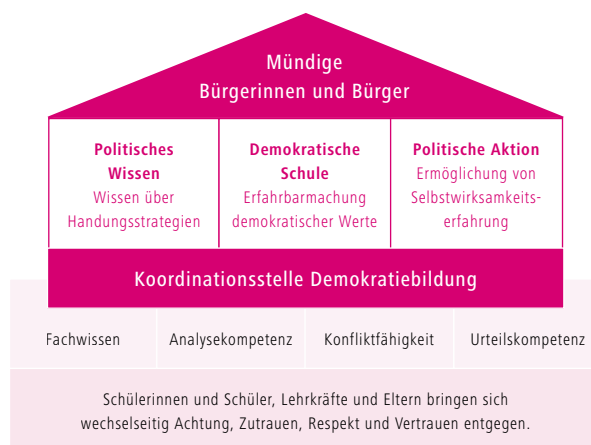 Mündige
Bürgerinnen und Bürger
Politisches
Wissen
Wissen über
Handungsstrategien
Demokratische
Schule
Erfahrbarmachung
demokratischer Werte
Politische Aktion
Ermöglichung von
Selbstwirksamkeits-
erfahrung
Koordinationsstelle Demokratiebildung
Fachwissen
Analysekompetenz
Konfliktfähigkeit
Urteilskompetenz
Schülerinnen und Schüler, Lehrkräfte und Eltern bringen sich
wechselseitig Achtung, Zutrauen, Respekt und Vertrauen entgegen.